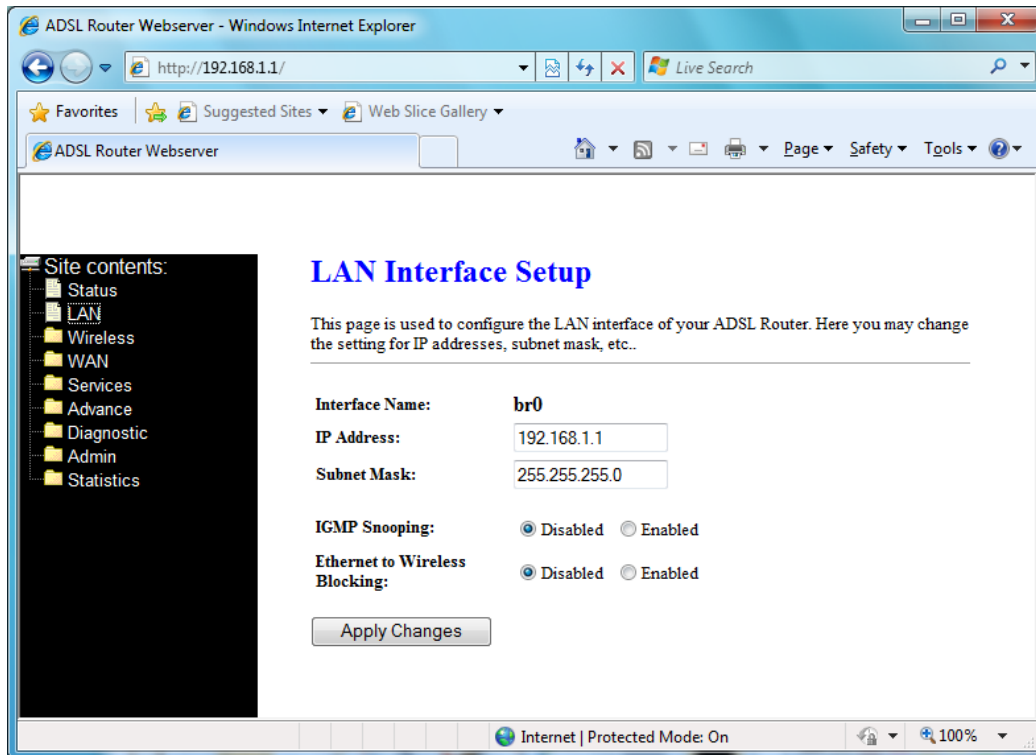 ADSL Router Webserver - Windows Internet Explorer
http://192.168.1.1/
Live Search
Favorites
Suggested Sites
Web Slice Gallery
ADSL Router Webserver
Page
Safety
Tools
Site contents:
Status
LAN
Wireless
WAN
Services
Advance
Diagnostic
Admin
Statistics
LAN Interface Setup
This page is used to configure the LAN interface of your ADSL Router. Here you may change
the setting for IP addresses, subnet mask, etc..
Interface Name: br0
IP Address: 192.168.1.1
Subnet Mask: 255.255.255.0
IGMP Snooping: Disabled Enabled
Ethernet to Wireless
Blocking: Disabled Enabled
Apply Changes
Internet | Protected Mode: On
100%